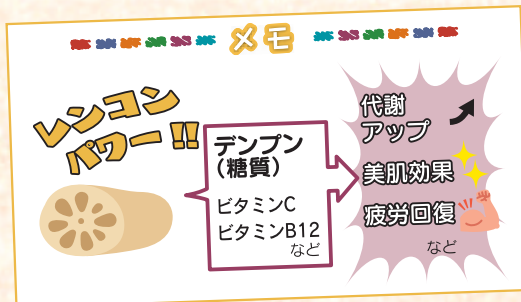 メモ
レンコン
パワー!!
デンプン
(糖質)
ビタミンC
ビタミンB12
など
代謝
アップ
美肌効果
疲労回復
など